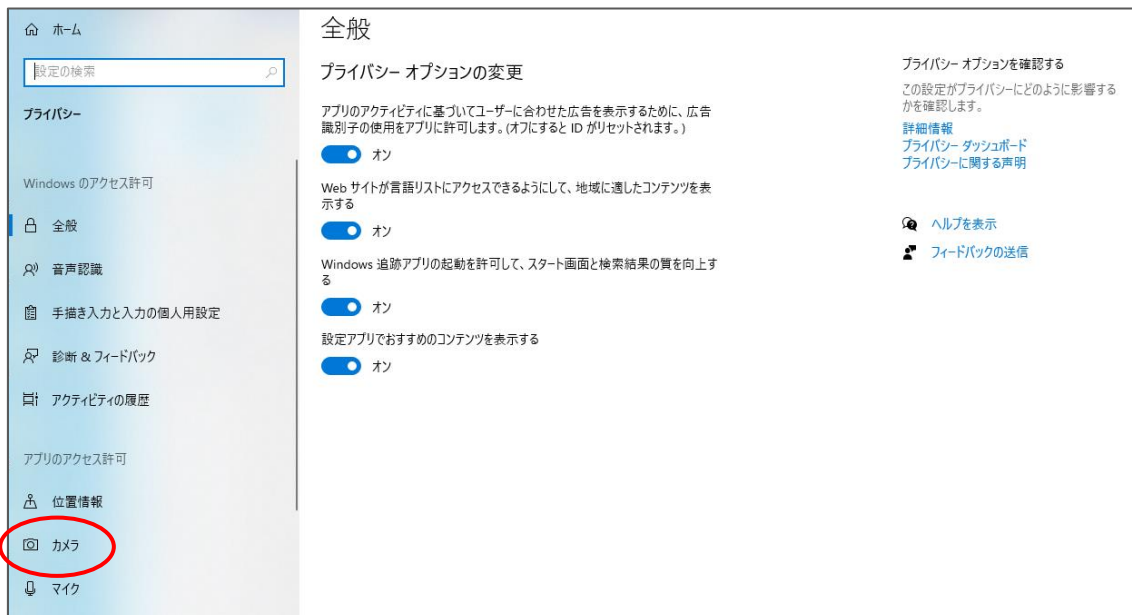 ホーム
設定の検索
プライバシー
Windows のアクセス許可
全般
音声認識
手描き入力と入力の個人用設定
診断 & フィードバック
アクティビティの履歴
アプリのアクセス許可
位置情報
カメラ
マイク
全般
プライバシー オプションの変更
アプリのアクティビティに基づいてユーザーに合わせた広告を表示するために、広告
識別子の使用をアプリに許可します。(オフにすると ID がリセットされます。)
オン
Web サイトが言語リストにアクセスできるようにして、地域に適したコンテンツを表
示する
オン
Windows 追跡アプリの起動を許可して、スタート画面と検索結果の質を向上す
る
オン
設定アプリでおすすめのコンテンツを表示する
オン
プライバシー オプションを確認する
この設定がプライバシーにどのように影響する
かを確認します。
詳細情報
プライバシー ダッシュボード
プライバシーに関する声明
ヘルプを表示
フィードバックの送信